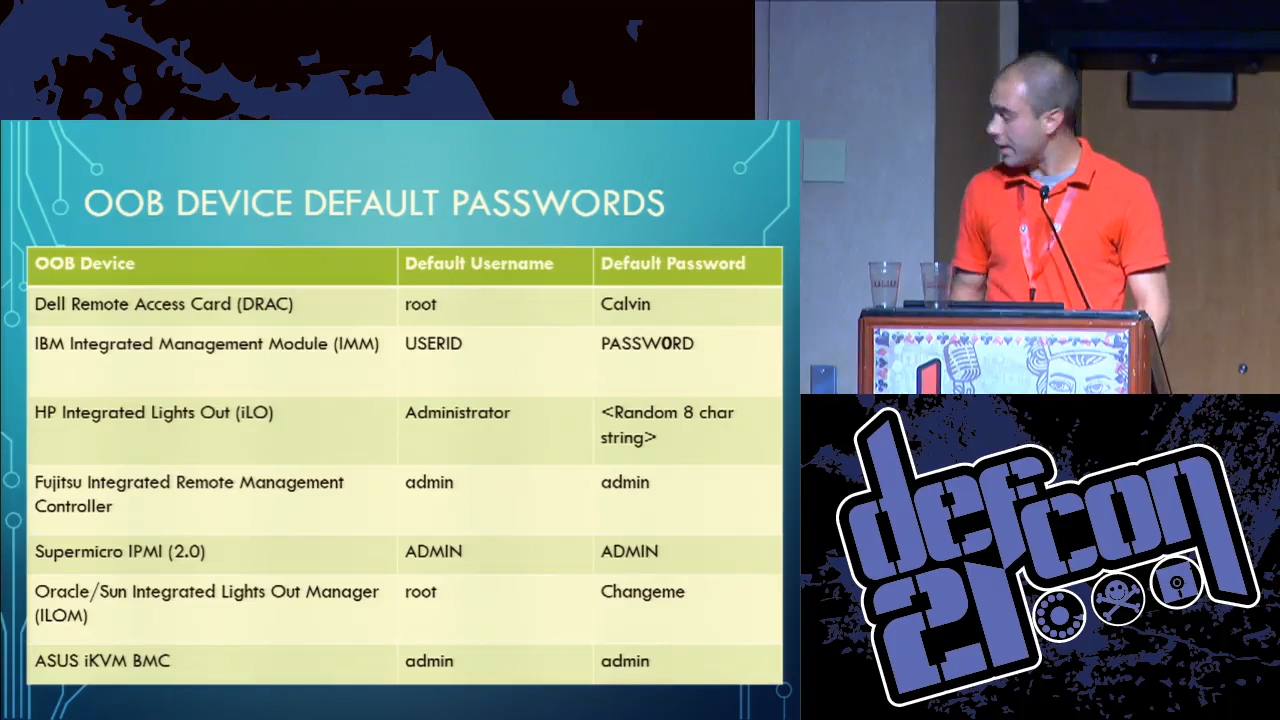 OOB DEVICE DEFAULT PASSWORDS
OOB Device Default Username Default Password
Dell Remote Access Card (DRAC) root Calvin
IBM Integrated Management Module (IMM) USERID PASSW0RD
HP Integrated Lights Out (iLO) Administrator <Random 8 char
string>
Fujitsu Integrated Remote Management admin admin
Controller
Supermicro IPMI (2.0) ADMIN ADMIN
Oracle/Sun Integrated Lights Out Manager root Changeme
(ILOM)
ASUS iKVM BMC admin admin
defcon
21